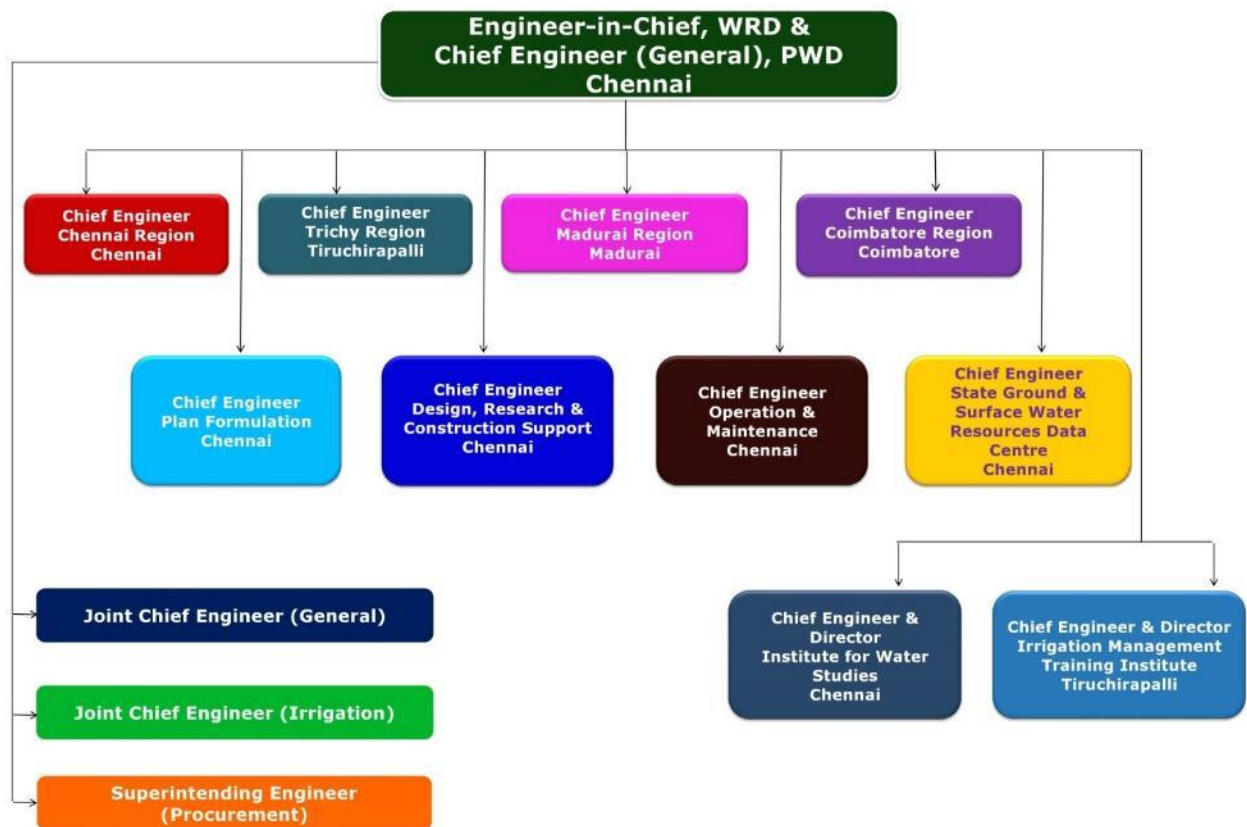 Engineer-in-Chief, WRD &
Chief Engineer (General), PWD
Chennai
Chief Engineer
Chennai Region
Chennai
Chief Engineer
Trichy Region
Tiruchirapalli
Chief Engineer
Madurai Region
Madurai
Chief Engineer
Coimbatore Region
Coimbatore
Chief Engineer
Plan Formulation
Chennai
Chief Engineer
Design, Research &
Construction Support
Chennai
Chief Engineer
Operation &
Maintenance
Chennai
Chief Engineer
State Ground &
Surface Water
Resources Data
Centre
Chennai
Chief Engineer &
Director
Institute for Water
Studies
Chennai
Chief Engineer & Director
Irrigation Management
Training Institute
Tiruchirapalli
Joint Chief Engineer (General)
Joint Chief Engineer (Irrigation)
Superintending Engineer
(Procurement)